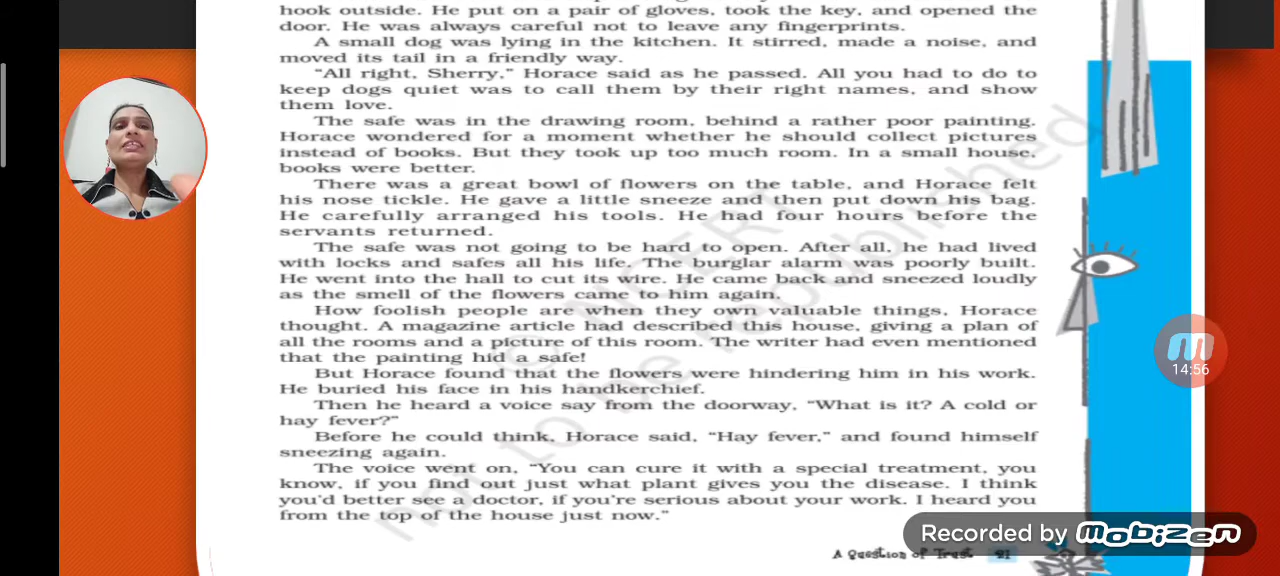 hook outside. He put on a pair of gloves, took the key, and opened the
door. He was always careful not to leave any fingerprints.
A small dog was lying in the kitchen. It stirred, made a noise, and
moved its tail in a friendly way.
“All right, Sherry,” Horace said as he passed. All you had to do to
keep dogs quiet was to call them by their right names, and show
them love.
The safe was in the drawing room, behind a rather poor painting.
Horace wondered for a moment whether he should collect pictures
instead of books. But they took up too much room. In a small house,
books were better.
There was a great bowl of flowers on the table, and Horace felt
his nose tickle. He gave a little sneeze and then put down his bag.
He carefully arranged his tools. He had four hours before the
servants returned.
The safe was not going to be hard to open. After all, he had lived
with locks and safes all his life. The burglar alarm was poorly built.
He went into the hall to cut its wire. He came back and sneezed loudly
as the smell of the flowers came to him again.
How foolish people are when they own valuable things, Horace
thought. A magazine article had described this house, giving a plan of
all the rooms and a picture of this room. The writer had even mentioned
that the painting hid a safe!
But Horace found that the flowers were hindering him in his work.
He buried his face in his handkerchief.
Then he heard a voice say from the doorway, “What is it? A cold or
hay fever?”
Before he could think, Horace said, “Hay fever,” and found himself
sneezing again.
The voice went on, “You can cure it with a special treatment, you
know, if you find out just what plant gives you the disease. I think
you’d better see a doctor, if you’re serious about your work. I heard you
from the top of the house just now.”
A Question of Trust 21
© NCERT
not to be republished
14:56
Recorded by
mobizen